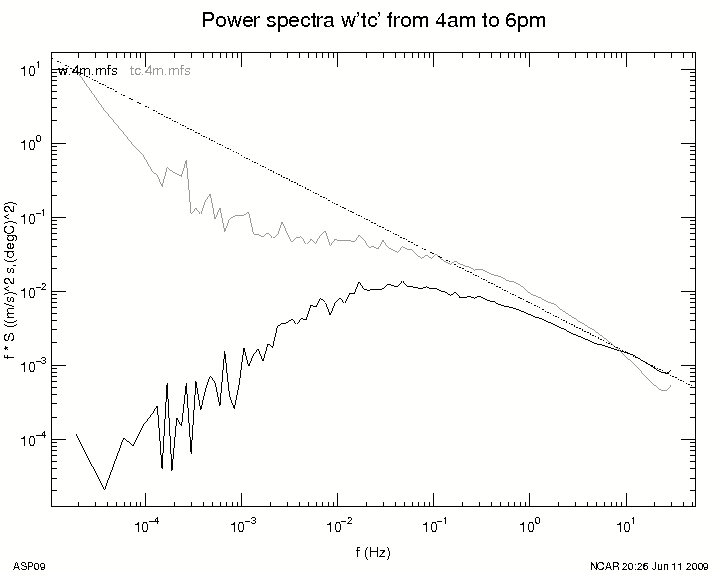 Power spectra w'tc' from 4am to 6pm
w.4m.mfs tc.4m.mfs
10^1
10^0
10^-1
10^-2
10^-3
10^-4
f * S ((m/s)^2 s,(degC)^2)
10^-4 10^-3 10^-2 10^-1 10^0 10^1
f (Hz)
ASP09 NCAR 20:26 Jun 11 2009